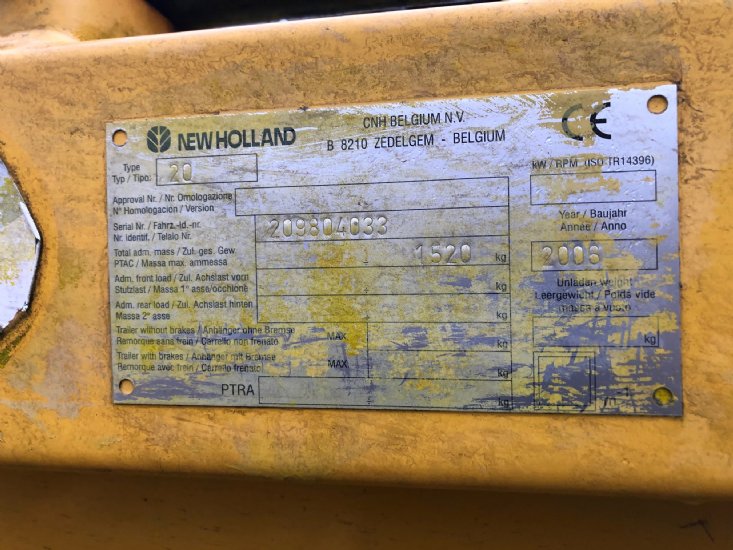 NEW HOLLAND
CNH BELGIUM N.V.
B 8210 ZEDELGEM - BELGIUM
CE
Type
Typ / Tipo:
20
Approval Nr. / Nr. Omologazione
N° Homologación / Version
Serial Nr / Fahrz.-id.-nr.
Nr. identif. / Telaio Nr.
209804033
Total adm. mass / Zul. ges. Gew.
PTAC / Massa max. ammessa
1520 kg
Adm. front load / Zul. Achslast vorn
Stutzlast / Massa 1° asse/occhione
kg
Adm. rear load / Zul. Achslast hinten
Massa 2° asse
kg
Trailer without brakes / Anhänger ohne Bremse
Remorque sans frein / Carrello non frenato
MAX
kg
Trailer with brakes / Anhänger mit Bremse
Remorque avec frein / Carrello frenato
MAX
kg
PTRA
kg
kW / RPM (ISO TR14396)
Year / Baujahr
Année / Anno
2006
Unladen weight
Leergewicht / Poids vide
massa a vuoto
kg